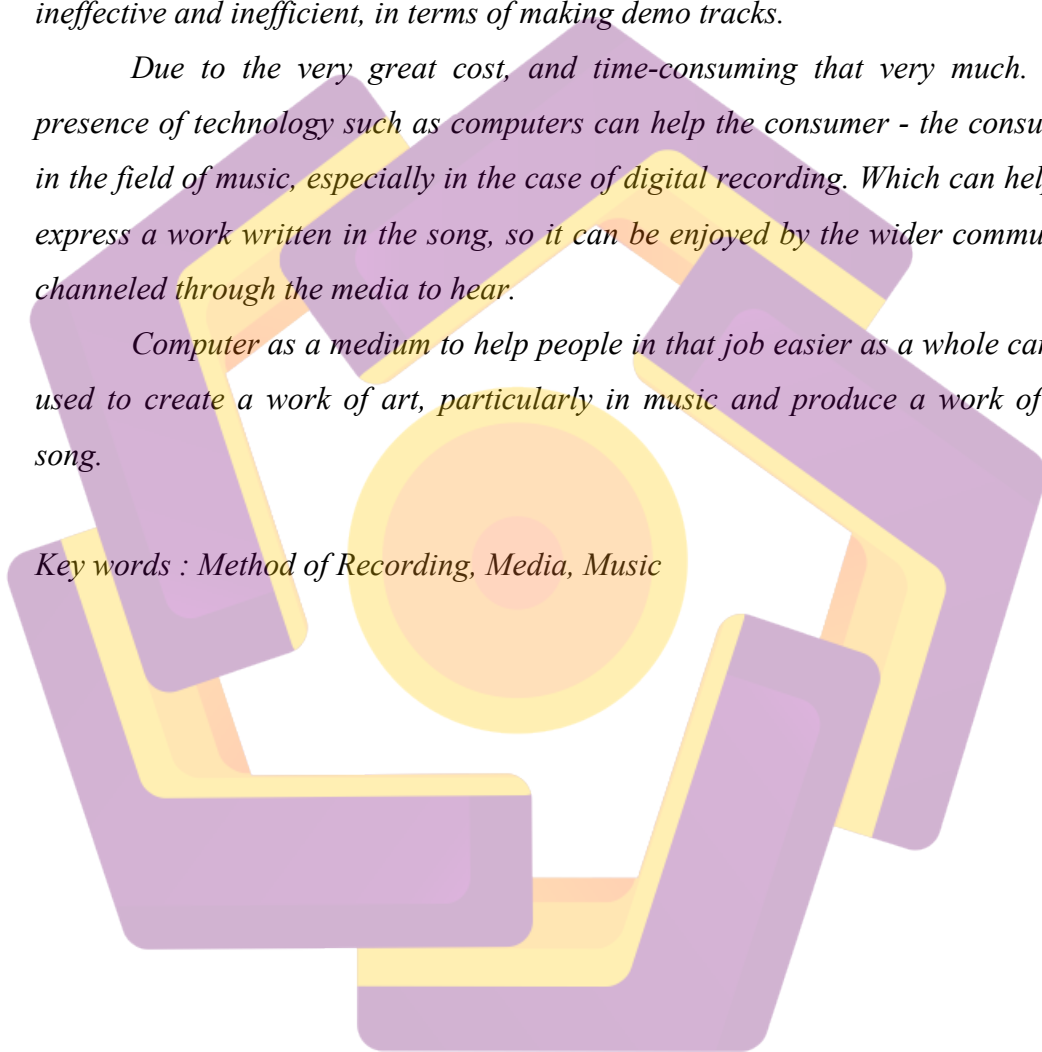 ineffective and inefficient, in terms of making demo tracks.
Due to the very great cost, and time-consuming that very much.
presence of technology such as computers can help the consumer - the consu
in the field of music, especially in the case of digital recording. Which can hel
express a work written in the song, so it can be enjoyed by the wider commu
channeled through the media to hear.
Computer as a medium to help people in that job easier as a whole can
used to create a work of art, particularly in music and produce a work of
song.
Key words : Method of Recording, Media, Music